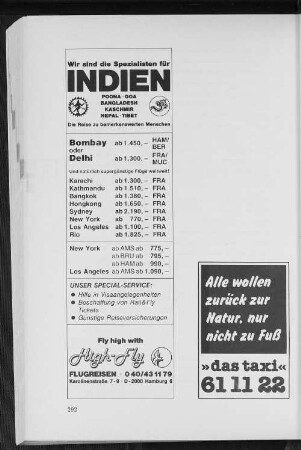 Wir sind die Spezialisten für
INDIEN
POONA · GOA
BANGLADESH
KASCHMIR
NEPAL · TIBET
Die Reise zu bemerkenswerten Menschen
Bombay ab 1.450,– HAM/BER
oder
Delhi ab 1.300,– FRA/MUC
Und natürlich supergünstige Flüge weltweit!
Karachi ab 1.300,– FRA
Kathmandu ab 1.510,– FRA
Bangkok ab 1.360,– FRA
Hongkong ab 1.650,– FRA
Sydney ab 2.190,– FRA
New York ab 770,– FRA
Los Angeles ab 1.100,– FRA
Rio ab 1.825,– FRA
New York ab AMS ab 775,–
ab BRU ab 795,–
ab HAM ab 990,–
Los Angeles ab AMS ab 1.090,–
UNSER SPECIAL-SERVICE:
● Hilfe in Visaangelegenheiten
● Beschaffung von Rail & Fly Tickets
● Günstige Reiseversicherungen
Fly high with
High-Fly
FLUGREISEN · 040/43 11 79
Karolinenstraße 7-9 · D-2000 Hamburg 6
Alle wollen
zurück zur
Natur, nur
nicht zu Fuß
»das taxi«
61 11 22
292